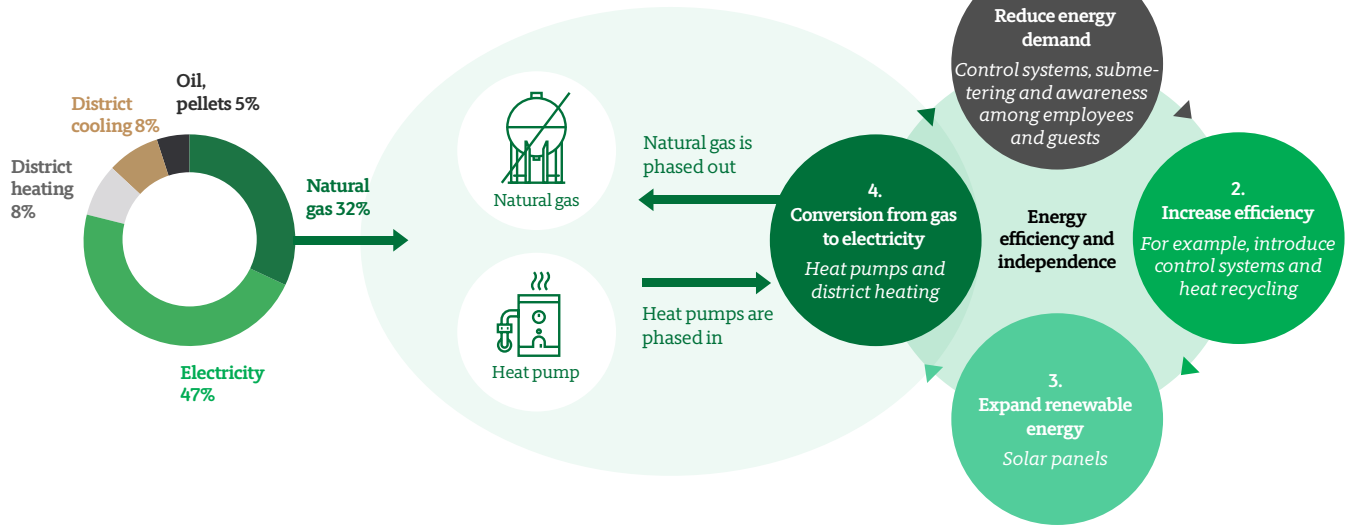 Oil,
pellets 5%
District
cooling 8%
District
heating
8%
Natural
gas 32%
Electricity
47%
Natural gas
Heat pump
Natural gas is
phased out
Heat pumps are
phased in
Reduce energy
demand
Control systems, subme-
tering and awareness
among employees
and guests
2.
Increase efficiency
For example, introduce
control systems and
heat recycling
3.
Expand renewable
energy
Solar panels
4.
Conversion from gas
to electricity
Heat pumps and
district heating
Energy
efficiency and
independence